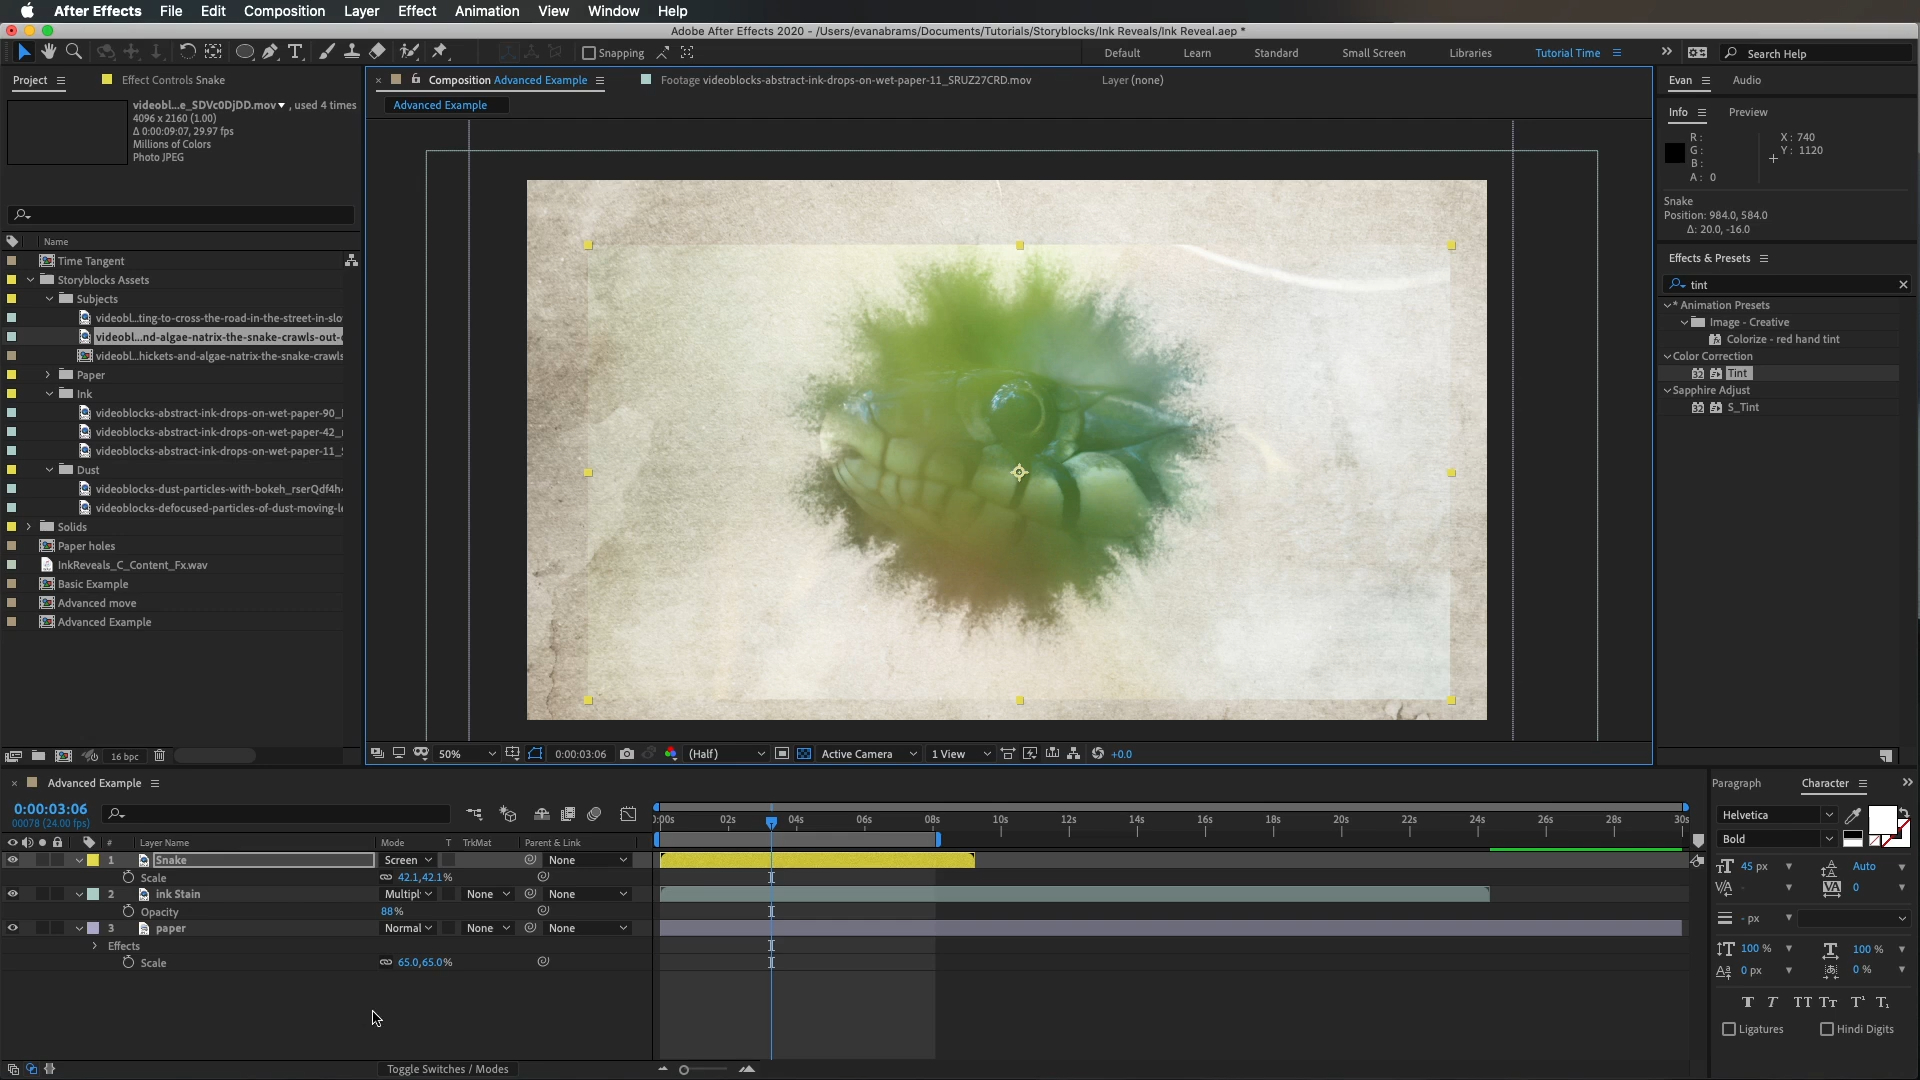 After Effects File Edit Composition Layer Effect Animation View Window Help
Adobe After Effects 2020 - /Users/evanabrams/Documents/Tutorials/Storyblocks/Ink Reveals/Ink Reveal.aep *
Snapping
Default Learn Standard Small Screen Libraries Tutorial Time
Search Help
Project
Effect Controls Snake
Composition Advanced Example
Footage videoblocks-abstract-ink-drops-on-wet-paper-11_SRUZ27CRD.mov
Layer (none)
Evan Audio
Advanced Example
videobl...e_SDVc0DjDD.mov , used 4 times
4096 x 2160 (1.00)
Δ 0:00:09:07, 29.97 fps
Millions of Colors
Photo JPEG
Info Preview
R :
G :
B :
A : 0
X : 740
Y : 1120
Snake
Position: 984.0, 584.0
Δ: 20.0, -16.0
Effects & Presets
tint
* Animation Presets
Image - Creative
Colorize - red hand tint
Color Correction
Tint
Sapphire Adjust
S_Tint
Name
Time Tangent
Storyblocks Assets
Subjects
videobl...ting-to-cross-the-road-in-the-street-in-slo
videobl...nd-algae-natrix-the-snake-crawls-out-
videobl...hickets-and-algae-natrix-the-snake-crawls
Paper
Ink
videoblocks-abstract-ink-drops-on-wet-paper-90_
videoblocks-abstract-ink-drops-on-wet-paper-42_
videoblocks-abstract-ink-drops-on-wet-paper-11_
Dust
videoblocks-dust-particles-with-bokeh_rserQdf4h
videoblocks-defocused-particles-of-dust-moving-l
Solids
Paper holes
InkReveals_C_Content_Fx.wav
Basic Example
Advanced move
Advanced Example
16 bpc
50% 0:00:03:06 (Half) Active Camera 1 View +0.0
Advanced Example
0:00:03:06
00078 (24.00 fps)
# Layer Name Mode T TrkMat Parent & Link
1 Snake Screen None
Scale 42.1,42.1%
2 ink Stain Multipl None None
Opacity 88%
3 paper Normal None None
Effects
Scale 65.0,65.0%
Toggle Switches / Modes
0:00s 02s 04s 06s 08s 10s 12s 14s 16s 18s 20s 22s 24s 26s 28s 30s
Paragraph Character
Helvetica
Bold
45 px Auto
0
- px
100 % 100 %
0 px 0 %
T T TT Tt T¹ T₁
Ligatures Hindi Digits